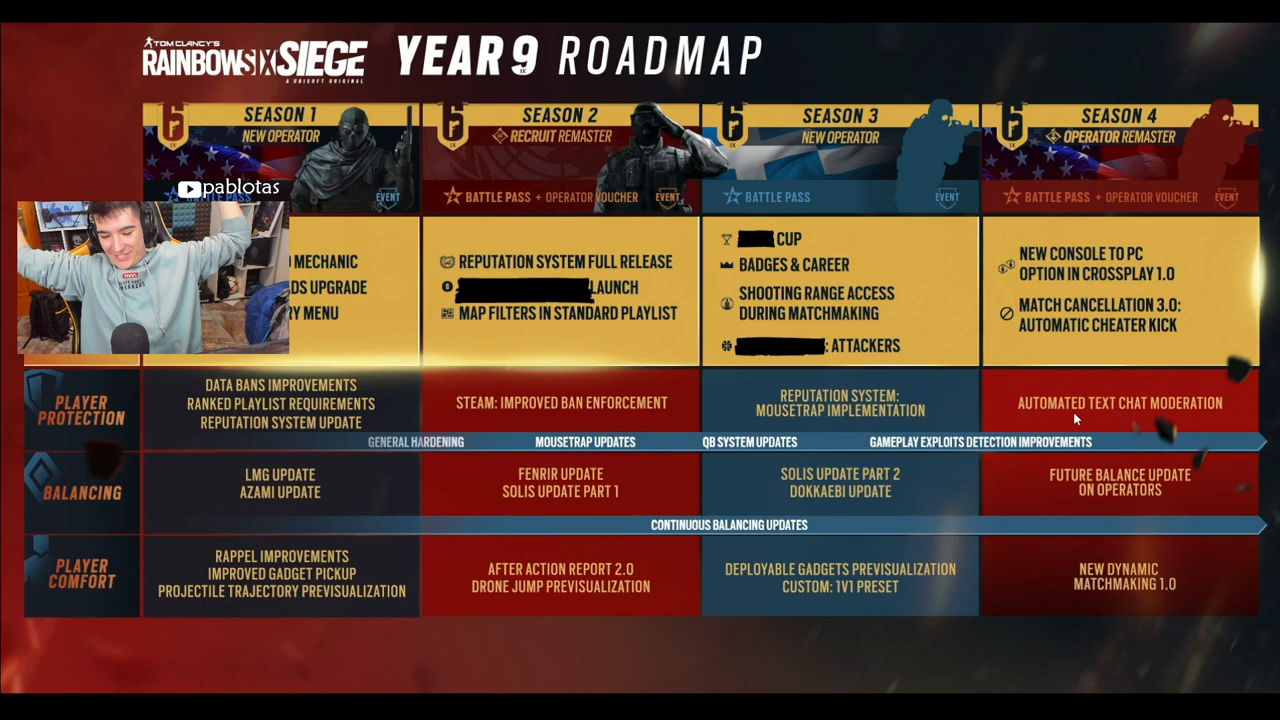 TOM CLANCY'S
RAINBOWSIXSIEGE
A UBISOFT ORIGINAL
YEAR9 ROADMAP
SEASON 1
NEW OPERATOR
BATTLE PASS
EVENT
SEASON 2
RECRUIT REMASTER
BATTLE PASS + OPERATOR VOUCHER
EVENT
SEASON 3
NEW OPERATOR
BATTLE PASS
EVENT
SEASON 4
OPERATOR REMASTER
BATTLE PASS + OPERATOR VOUCHER
EVENT
pablotas
MECHANIC
DS UPGRADE
RY MENU
REPUTATION SYSTEM FULL RELEASE
LAUNCH
MAP FILTERS IN STANDARD PLAYLIST
CUP
BADGES & CAREER
SHOOTING RANGE ACCESS
DURING MATCHMAKING
: ATTACKERS
NEW CONSOLE TO PC
OPTION IN CROSSPLAY 1.0
MATCH CANCELLATION 3.0:
AUTOMATIC CHEATER KICK
PLAYER
PROTECTION
DATA BANS IMPROVEMENTS
RANKED PLAYLIST REQUIREMENTS
REPUTATION SYSTEM UPDATE
STEAM: IMPROVED BAN ENFORCEMENT
REPUTATION SYSTEM:
MOUSETRAP IMPLEMENTATION
AUTOMATED TEXT CHAT MODERATION
GENERAL HARDENING
MOUSETRAP UPDATES
QB SYSTEM UPDATES
GAMEPLAY EXPLOITS DETECTION IMPROVEMENTS
BALANCING
LMG UPDATE
AZAMI UPDATE
FENRIR UPDATE
SOLIS UPDATE PART 1
SOLIS UPDATE PART 2
DOKKAEBI UPDATE
FUTURE BALANCE UPDATE
ON OPERATORS
CONTINUOUS BALANCING UPDATES
PLAYER
COMFORT
RAPPEL IMPROVEMENTS
IMPROVED GADGET PICKUP
PROJECTILE TRAJECTORY PREVISUALIZATION
AFTER ACTION REPORT 2.0
DRONE JUMP PREVISUALIZATION
DEPLOYABLE GADGETS PREVISUALIZATION
CUSTOM: 1V1 PRESET
NEW DYNAMIC
MATCHMAKING 1.0